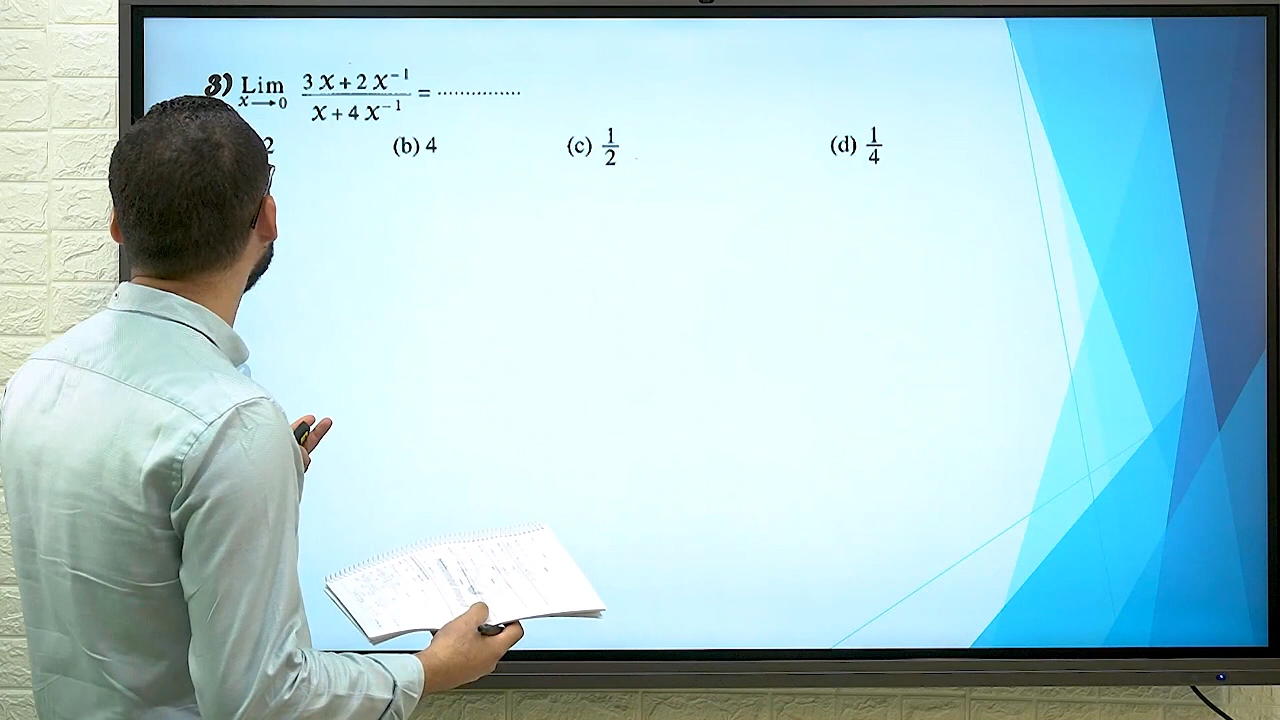 3) Lim x→0 (3x+2x⁻¹)/(x+4x⁻¹) = ...............
2 (b) 4 (c) 1/2 (d) 1/4